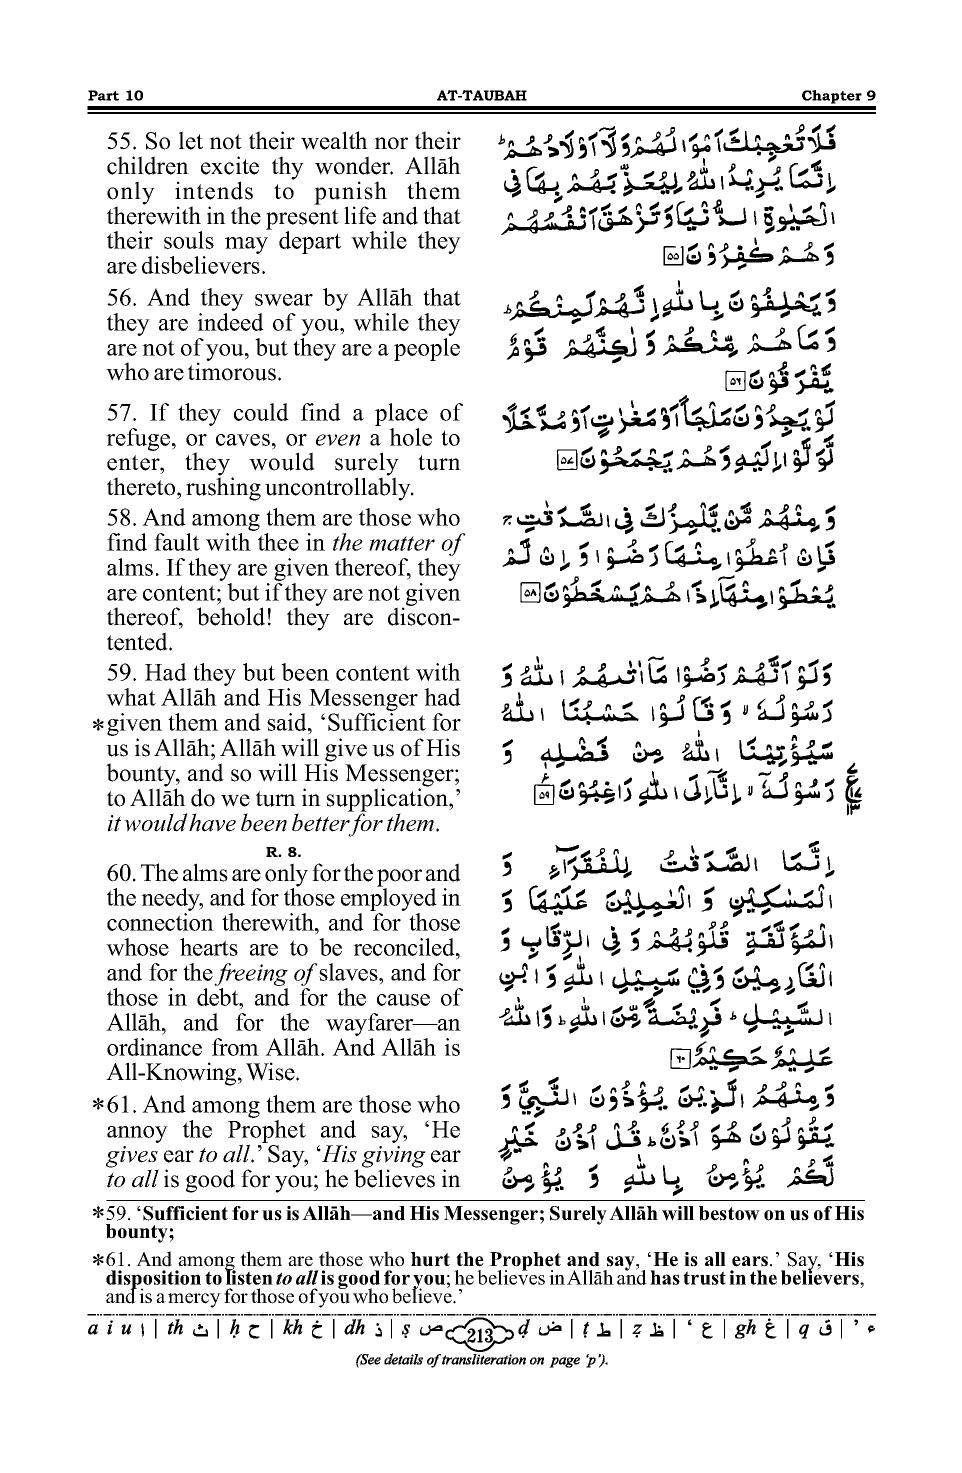 Part 10 AT-TAUBAH Chapter 9
55. So let not their wealth nor their
children excite thy wonder. Allāh
only intends to punish them
therewith in the present life and that
their souls may depart while they
are disbelievers.
56. And they swear by Allāh that
they are indeed of you, while they
are not of you, but they are a people
who are timorous.
57. If they could find a place of
refuge, or caves, or even a hole to
enter, they would surely turn
thereto, rushing uncontrollably.
58. And among them are those who
find fault with thee in the matter of
alms. If they are given thereof, they
are content; but if they are not given
thereof, behold! they are discon-
tented.
59. Had they but been content with
what Allāh and His Messenger had
*given them and said, ‘Sufficient for
us is Allāh; Allāh will give us of His
bounty, and so will His Messenger;
to Allāh do we turn in supplication,’
it would have been better for them.
R. 8.
60. The alms are only for the poor and
the needy, and for those employed in
connection therewith, and for those
whose hearts are to be reconciled,
and for the freeing of slaves, and for
those in debt, and for the cause of
Allāh, and for the wayfarer—an
ordinance from Allāh. And Allāh is
All-Knowing, Wise.
*61. And among them are those who
annoy the Prophet and say, ‘He
gives ear to all.’ Say, ‘His giving ear
to all is good for you; he believes in
فَلَا تُعْجِبْكَ اَمْوَالُهُمْ وَلَاۤ اَوْلَادُهُمْ ؕ
اِنَّمَا يُرِيْدُ اللّٰهُ لِيُعَذِّبَهُمْ بِهَا فِى
الْحَيٰوةِ الدُّنْيَا وَ تَزْهَقَ اَنْفُسُهُمْ
وَ هُمْ كٰفِرُوْنَ ۵۵
وَ يَحْلِفُوْنَ بِاللّٰهِ اِنَّهُمْ لَمِنْكُمْ ؕ
وَ مَا هُمْ مِّنْكُمْ وَ لٰكِنَّهُمْ قَوْمٌ
يَّفْرَقُوْنَ ۵۶
لَوْ يَجِدُوْنَ مَلْجَاً اَوْ مَغٰرٰتٍ اَوْ مُدَّخَلًا
لَّوَلَّوْا اِلَيْهِ وَ هُمْ يَجْمَحُوْنَ ۵۷
وَ مِنْهُمْ مَّنْ يَّلْمِزُكَ فِى الصَّدَقٰتِ ۚ
فَاِنْ اُعْطُوْا مِنْهَا رَضُوْا وَ اِنْ لَّمْ
يُعْطَوْا مِنْهَاۤ اِذَا هُمْ يَسْخَطُوْنَ ۵۸
وَ لَوْ اَنَّهُمْ رَضُوْا مَاۤ اٰتٰىهُمُ اللّٰهُ وَ
رَسُوْلُهٗ ۙ وَ قَالُوْا حَسْبُنَا اللّٰهُ
سَيُؤْتِيْنَا اللّٰهُ مِنْ فَضْلِهٖ وَ
رَسُوْلُهٗۤ ۙ اِنَّاۤ اِلَى اللّٰهِ رَاغِبُوْنَ ۵۹
اِنَّمَا الصَّدَقٰتُ لِلْفُقَرَآءِ وَ
الْمَسٰكِيْنِ وَ الْعٰمِلِيْنَ عَلَيْهَا وَ
الْمُؤَلَّفَةِ قُلُوْبُهُمْ وَ فِى الرِّقَابِ وَ
الْغَارِمِيْنَ وَ فِىْ سَبِيْلِ اللّٰهِ وَ ابْنِ
السَّبِيْلِ ؕ فَرِيْضَةً مِّنَ اللّٰهِ ؕ وَ اللّٰهُ
عَلِيْمٌ حَكِيْمٌ ۶۰
وَ مِنْهُمُ الَّذِيْنَ يُؤْذُوْنَ النَّبِىَّ وَ
يَقُوْلُوْنَ هُوَ اُذُنٌ ؕ قُلْ اُذُنُ خَيْرٍ
لَّكُمْ يُؤْمِنُ بِاللّٰهِ وَ يُؤْمِنُ
*59. ‘Sufficient for us is Allāh—and His Messenger; Surely Allāh will bestow on us of His
bounty;
*61. And among them are those who hurt the Prophet and say, ‘He is all ears.’ Say, ‘His
disposition to listen to all is good for you; he believes in Allāh and has trust in the believers,
and is a mercy for those of you who believe.’
a i u ا | th ث | ḥ ح | kh خ | dh ذ | ṣ ص 213 ḍ ض | ṭ ط | ẓ ظ | ‘ ع | gh غ | q ق | ’ ء
(See details of transliteration on page ‘p’).